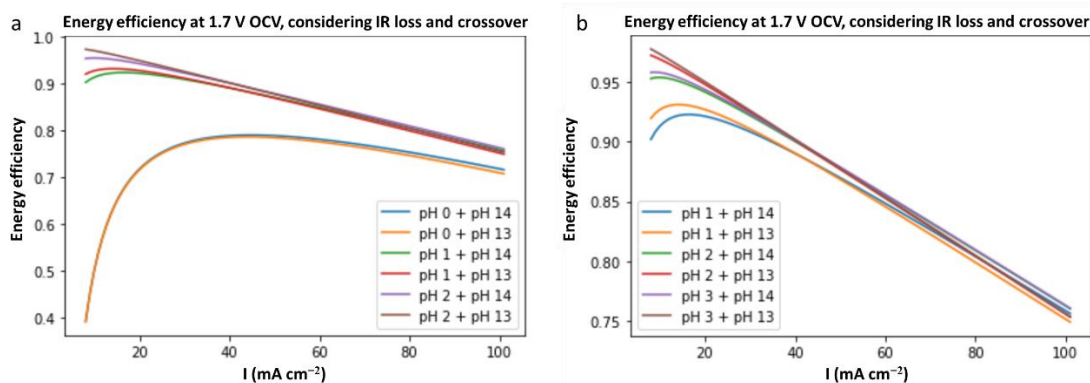 a
Energy efficiency at 1.7 V OCV, considering IR loss and crossover
1.0
0.9
0.8
0.7
0.6
0.5
0.4
Energy efficiency
pH 0 + pH 14
pH 0 + pH 13
pH 1 + pH 14
pH 1 + pH 13
pH 2 + pH 14
pH 2 + pH 13
20 40 60 80 100
I (mA cm⁻²)
b
Energy efficiency at 1.7 V OCV, considering IR loss and crossover
0.95
0.90
0.85
0.80
0.75
Energy efficiency
pH 1 + pH 14
pH 1 + pH 13
pH 2 + pH 14
pH 2 + pH 13
pH 3 + pH 14
pH 3 + pH 13
20 40 60 80 100
I (mA cm⁻²)